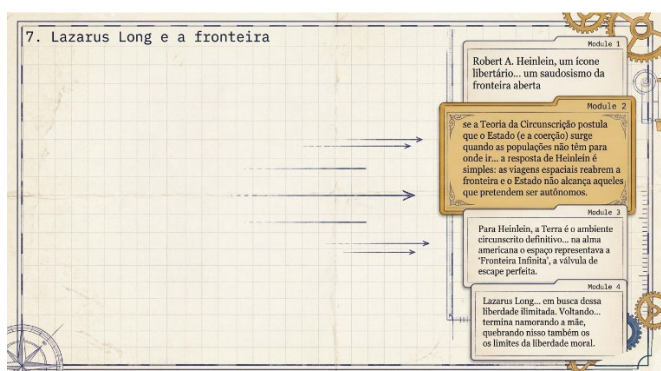 7. Lazarus Long e a fronteira
Module 1
Robert A. Heinlein, um ícone
libertário... um saudosismo da
fronteira aberta
Module 2
se a Teoria da Circunscrição postula
que o Estado (e a coerção) surge
quando as populações não têm para
onde ir... a resposta de Heinlein é
simples: as viagens espaciais reabrem a
fronteira e o Estado não alcança aqueles
que pretendem ser autônomos.
Module 3
Para Heinlein, a Terra é o ambiente
circunscrito definitivo... na alma
americana o espaço representava a
'Fronteira Infinita', a válvula de
escape perfeita.
Module 4
Lazarus Long... em busca dessa
liberdade ilimitada. Voltando...
termina namorando a mãe,
quebrando nisso também os
os limites da liberdade moral.